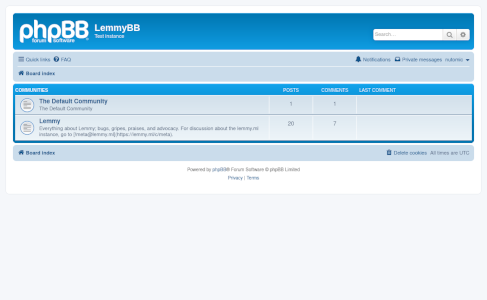 phpBB
forum software
LemmyBB
Test instance
Search...
Quick links FAQ Notifications Private messages nutomic
Board index
COMMUNITIES POSTS COMMENTS LAST COMMENT
The Default Community 1 1
The Default Community
Lemmy 20 7
Everything about Lemmy; bugs, gripes, praises, and advocacy. For discussion about the lemmy.ml
instance, go to [meta@lemmy.ml](https://lemmy.ml/c/meta).
Board index Delete cookies All times are UTC
Powered by phpBB® Forum Software © phpBB Limited
Privacy | Terms